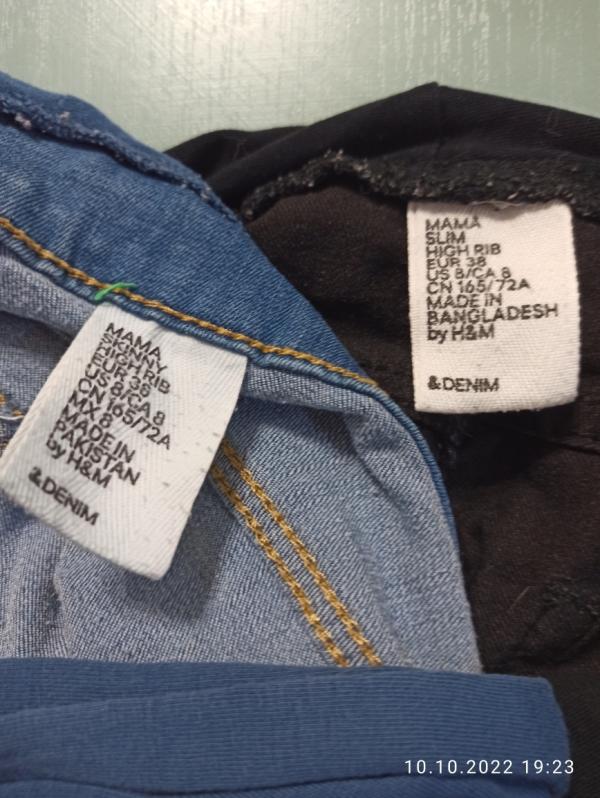 MAMA
SKINNY
HIGH RIB
EUR 38
US 8/CA 8
CN 165/72A
MX 8
MADE IN
PAKISTAN
by H&M
&DENIM
MAMA
SLIM
HIGH RIB
EUR 38
US 8/CA 8
CN 165/72A
MADE IN
BANGLADESH
by H&M
&DENIM
10.10.2022 19:23